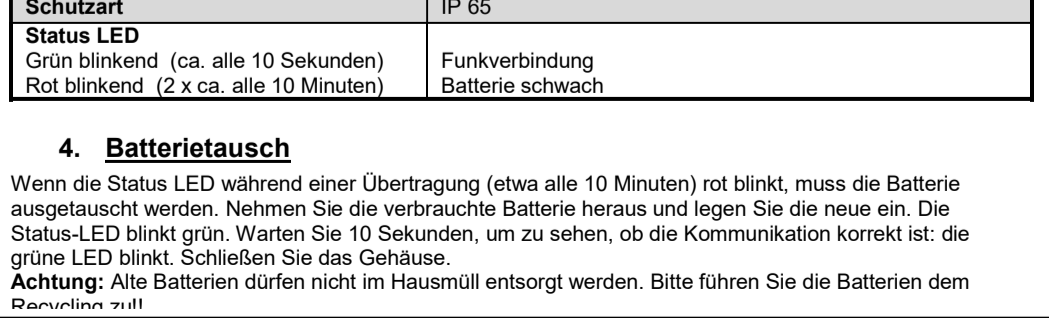 Schutzart IP 65
Status LED
Grün blinkend (ca. alle 10 Sekunden) Funkverbindung
Rot blinkend (2 x ca. alle 10 Minuten) Batterie schwach
4. Batterietausch
Wenn die Status LED während einer Übertragung (etwa alle 10 Minuten) rot blinkt, muss die Batterie
ausgetauscht werden. Nehmen Sie die verbrauchte Batterie heraus und legen Sie die neue ein. Die
Status-LED blinkt grün. Warten Sie 10 Sekunden, um zu sehen, ob die Kommunikation korrekt ist: die
grüne LED blinkt. Schließen Sie das Gehäuse.
Achtung: Alte Batterien dürfen nicht im Hausmüll entsorgt werden. Bitte führen Sie die Batterien dem
Recycling zu!!